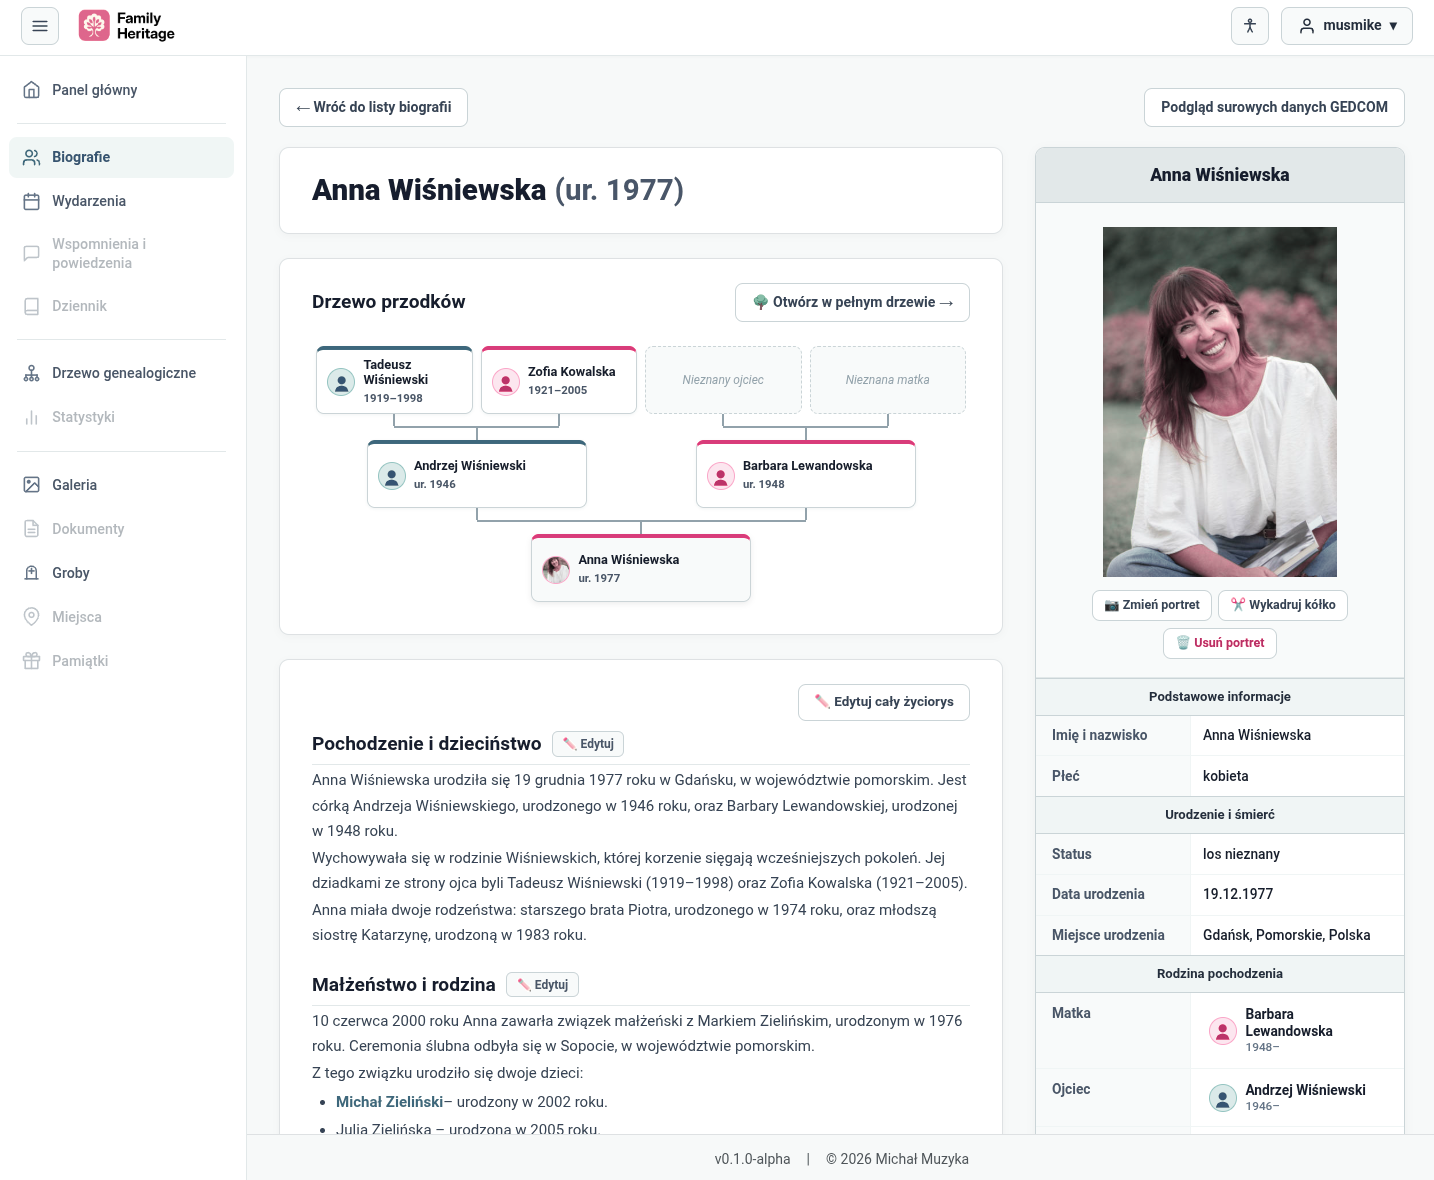 Family
Heritage
musmike ▾
Panel główny
Biografie
Wydarzenia
Wspomnienia i
powiedzenia
Dziennik
Drzewo genealogiczne
Statystyki
Galeria
Dokumenty
Groby
Miejsca
Pamiątki
← Wróć do listy biografii
Podgląd surowych danych GEDCOM
Anna Wiśniewska (ur. 1977)
Drzewo przodków
🌳 Otwórz w pełnym drzewie →
Tadeusz
Wiśniewski
1919–1998
Zofia Kowalska
1921–2005
Nieznany ojciec
Nieznana matka
Andrzej Wiśniewski
ur. 1946
Barbara Lewandowska
ur. 1948
Anna Wiśniewska
ur. 1977
✏️ Edytuj cały życiorys
Pochodzenie i dzieciństwo
✏️ Edytuj
Anna Wiśniewska urodziła się 19 grudnia 1977 roku w Gdańsku, w województwie pomorskim. Jest
córką Andrzeja Wiśniewskiego, urodzonego w 1946 roku, oraz Barbary Lewandowskiej, urodzonej
w 1948 roku.
Wychowywała się w rodzinie Wiśniewskich, której korzenie sięgają wcześniejszych pokoleń. Jej
dziadkami ze strony ojca byli Tadeusz Wiśniewski (1919–1998) oraz Zofia Kowalska (1921–2005).
Anna miała dwoje rodzeństwa: starszego brata Piotra, urodzonego w 1974 roku, oraz młodszą
siostrę Katarzynę, urodzoną w 1983 roku.
Małżeństwo i rodzina
✏️ Edytuj
10 czerwca 2000 roku Anna zawarła związek małżeński z Markiem Zielińskim, urodzonym w 1976
roku. Ceremonia ślubna odbyła się w Sopocie, w województwie pomorskim.
Z tego związku urodziło się dwoje dzieci:
• Michał Zieliński– urodzony w 2002 roku.
• Julia Zielińska – urodzona w 2005 roku.
Anna Wiśniewska
📷 Zmień portret
✂️ Wykadruj kółko
🗑️ Usuń portret
Podstawowe informacje
Imię i nazwisko
Anna Wiśniewska
Płeć
kobieta
Urodzenie i śmierć
Status
los nieznany
Data urodzenia
19.12.1977
Miejsce urodzenia
Gdańsk, Pomorskie, Polska
Rodzina pochodzenia
Matka
Barbara
Lewandowska
1948–
Ojciec
Andrzej Wiśniewski
1946–
v0.1.0-alpha | © 2026 Michał Muzyka